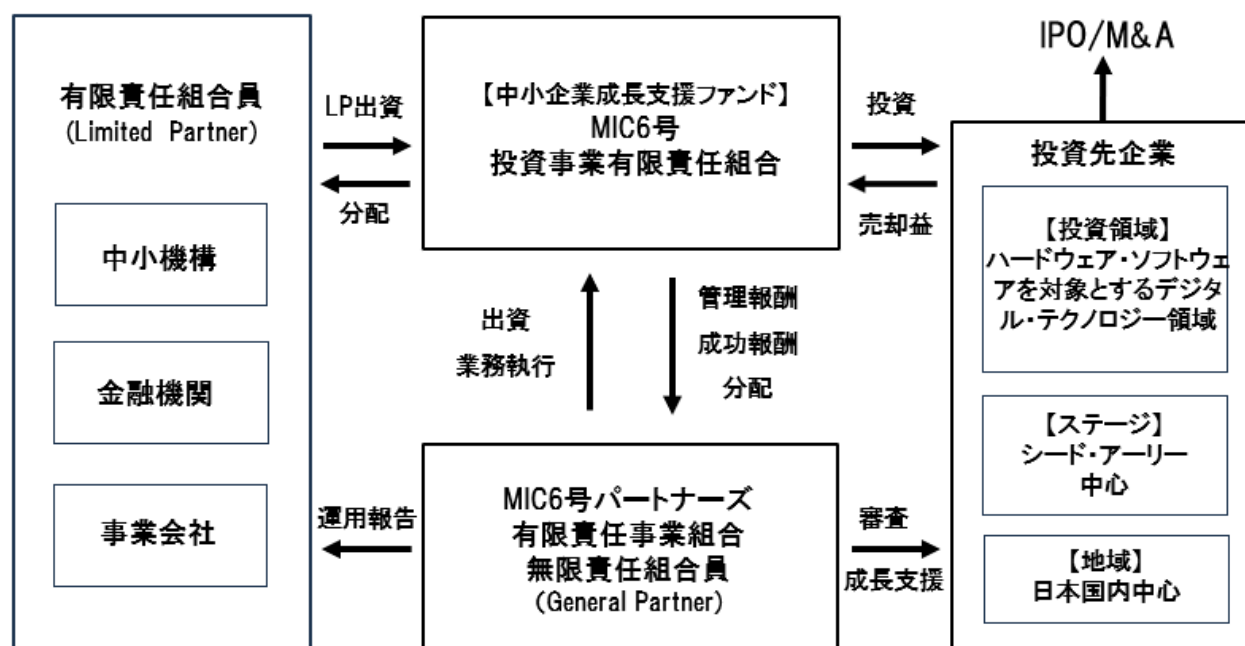 有限責任組合員
(Limited Partner)
中小機構
金融機関
事業会社
LP出資
分配
運用報告
【中小企業成長支援ファンド】
MIC6号
投資事業有限責任組合
出資
業務執行
管理報酬
成功報酬
分配
MIC6号パートナーズ
有限責任事業組合
無限責任組合員
(General Partner)
投資
売却益
審査
成長支援
IPO/M&A
投資先企業
【投資領域】
ハードウェア・ソフトウェ
アを対象とするデジタ
ル・テクノロジー領域
【ステージ】
シード・アーリー
中心
【地域】
日本国内中心